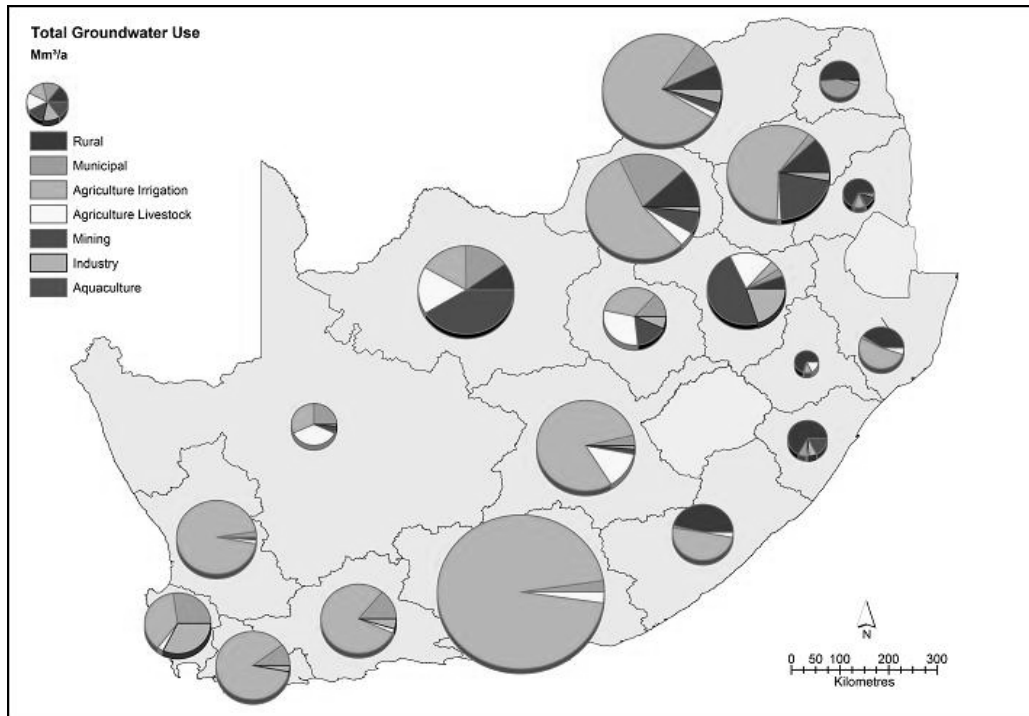 Total Groundwater Use
Mm³/a
Rural
Municipal
Agriculture Irrigation
Agriculture Livestock
Mining
Industry
Aquaculture
N
0 50 100 200 300
Kilometres